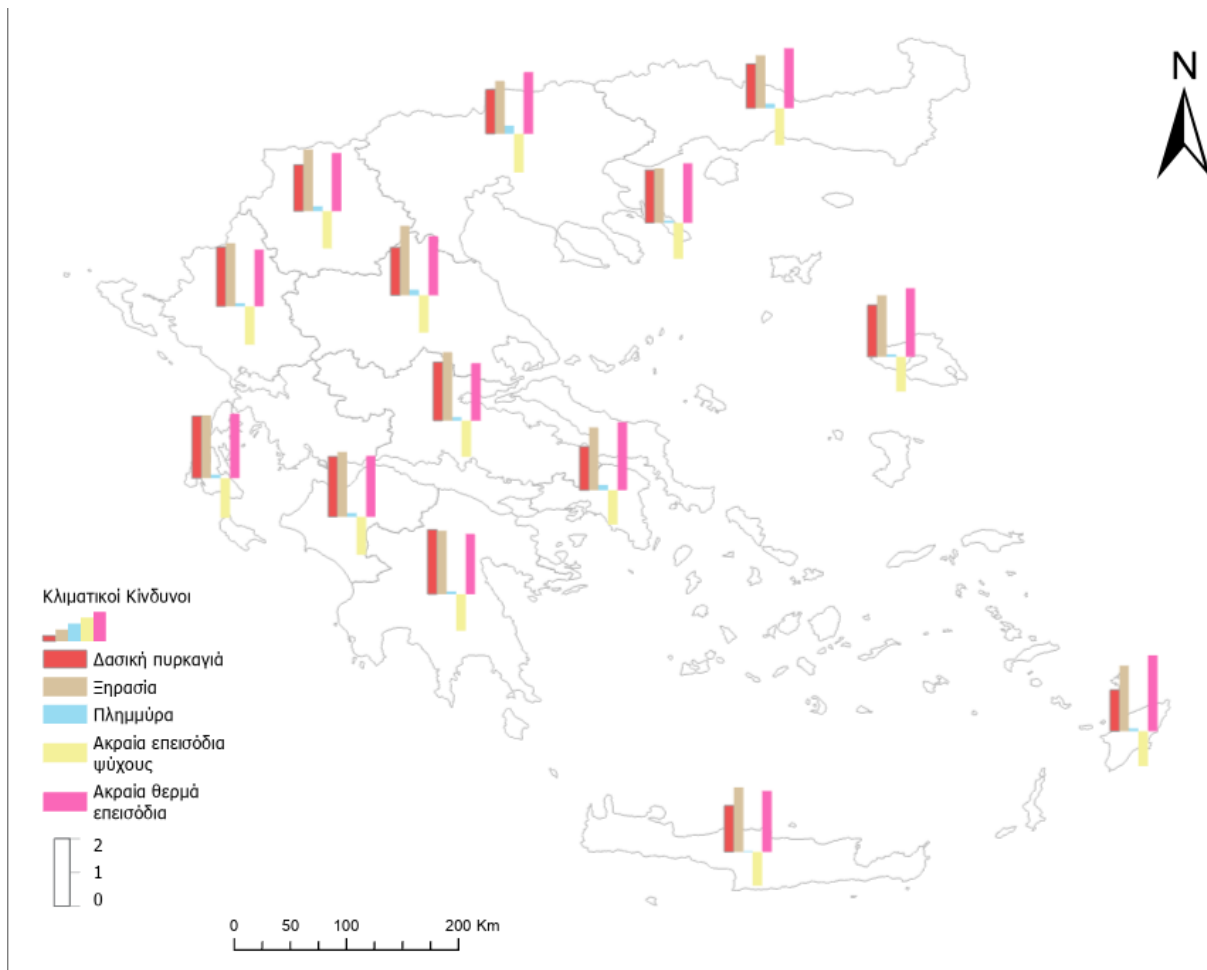 N
Κλιματικοί Κίνδυνοι
Δασική πυρκαγιά
Ξηρασία
Πλημμύρα
Ακραία επεισόδια
ψύχους
Ακραία θερμά
επεισόδια
2
1
0
0 50 100 200 Km